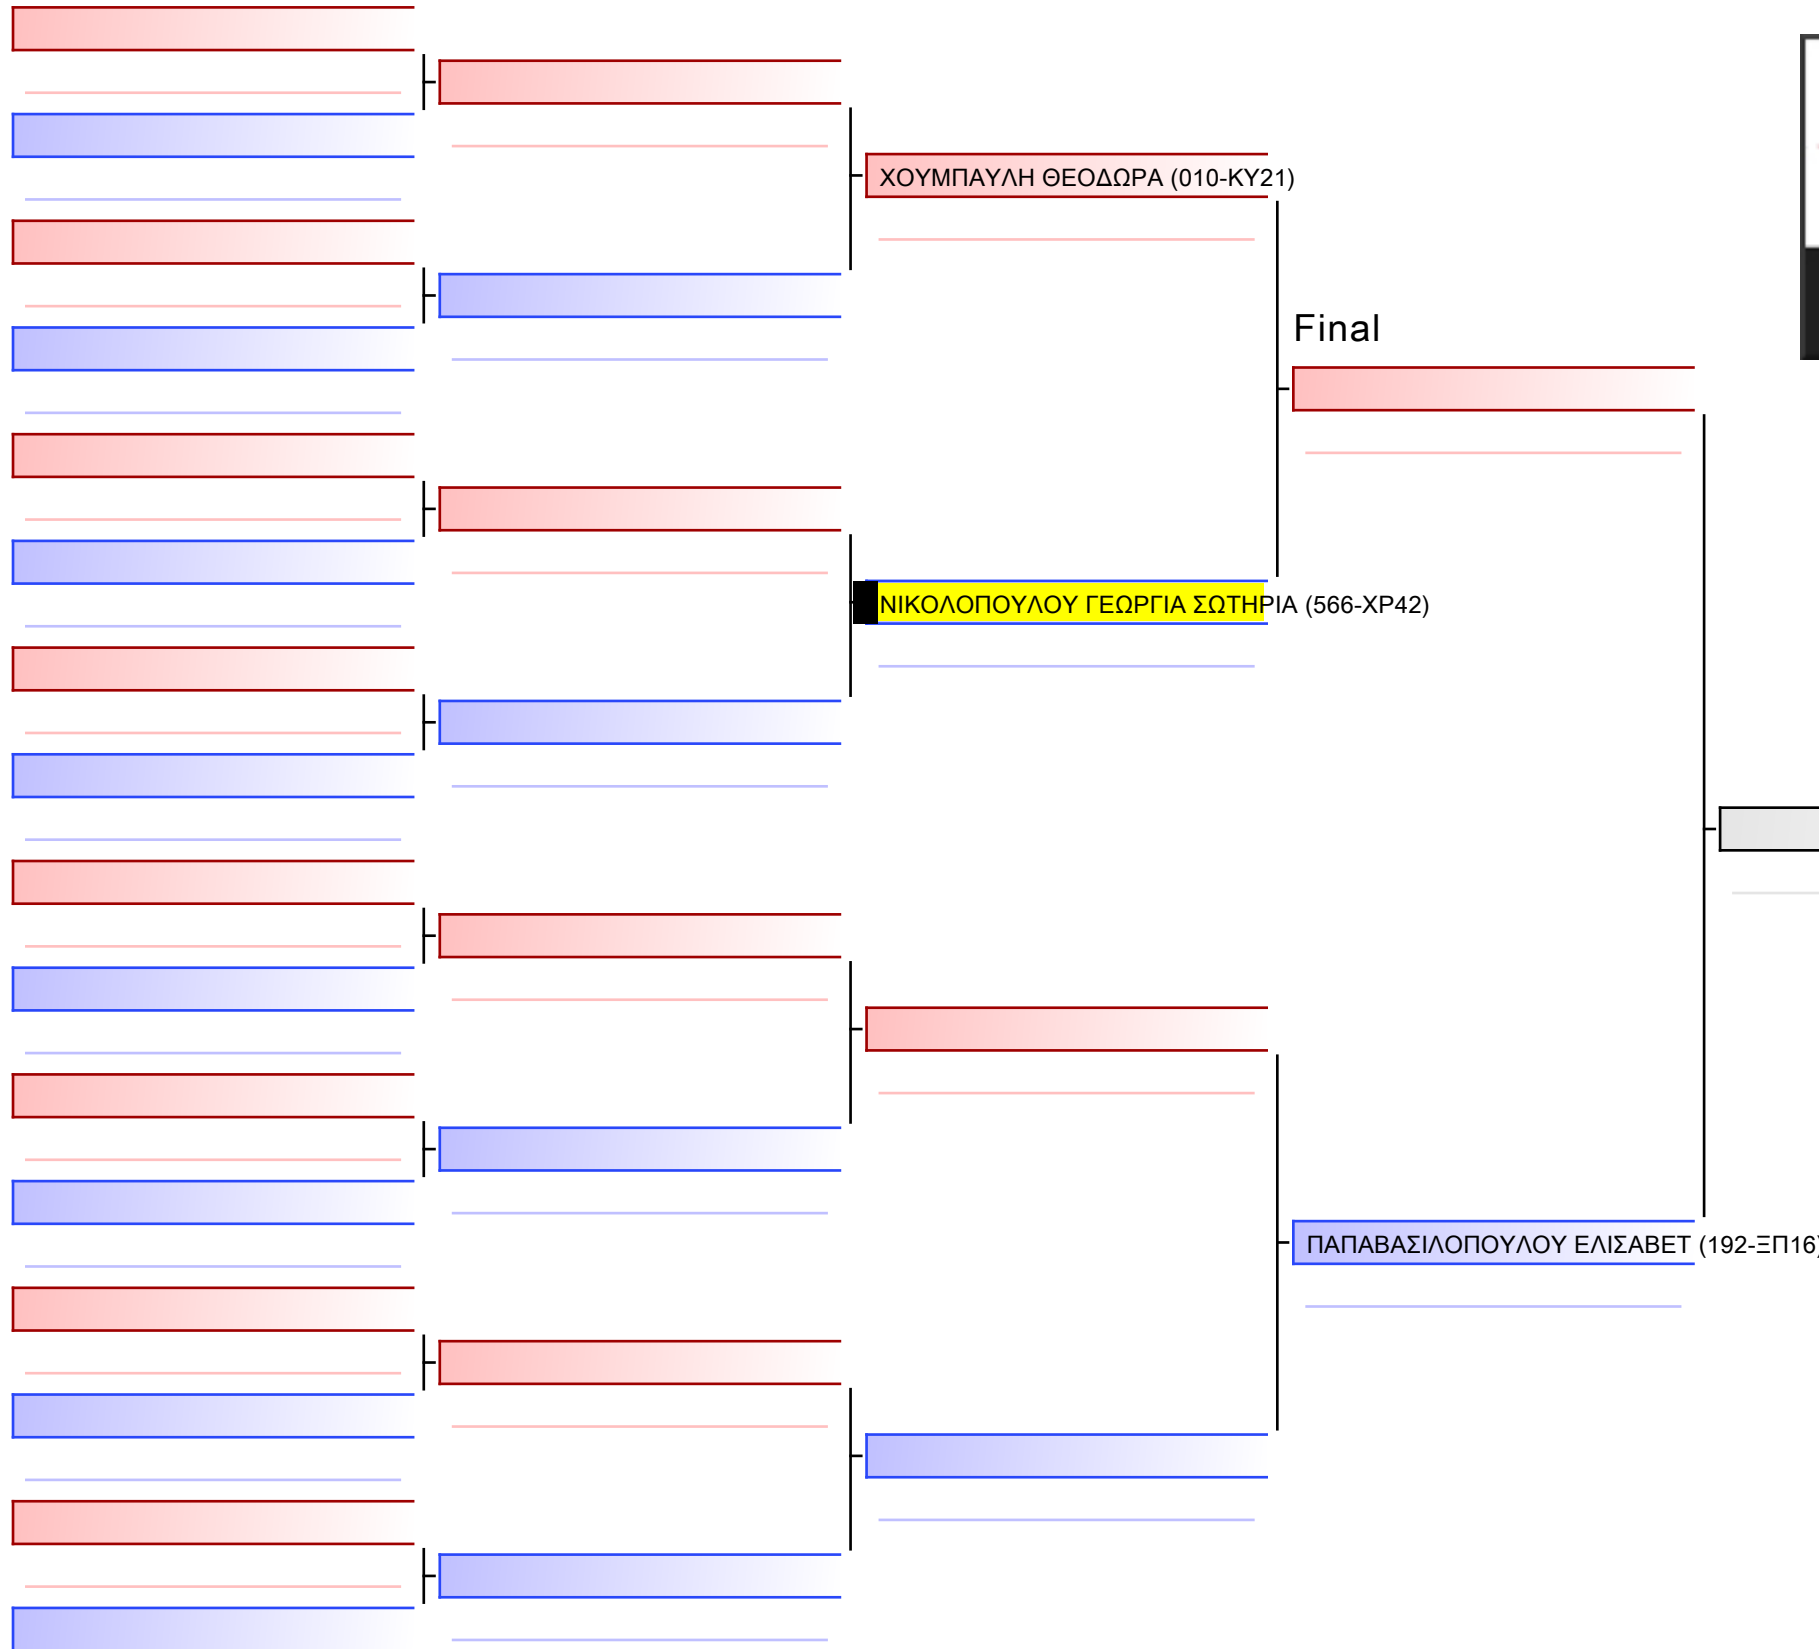 ΧΟΥΜΠΑΥΛΗ ΘΕΟΔΩΡΑ (010-ΚΥ21)
Final
ΝΙΚΟΛΟΠΟΥΛΟΥ ΓΕΩΡΓΙΑ ΣΩΤΗΡΙΑ (566-ΧΡ42)
ΠΑΠΑΒΑΣΙΛΟΠΟΥΛΟΥ ΕΛΙΣΑΒΕΤ (192-ΞΠ16)